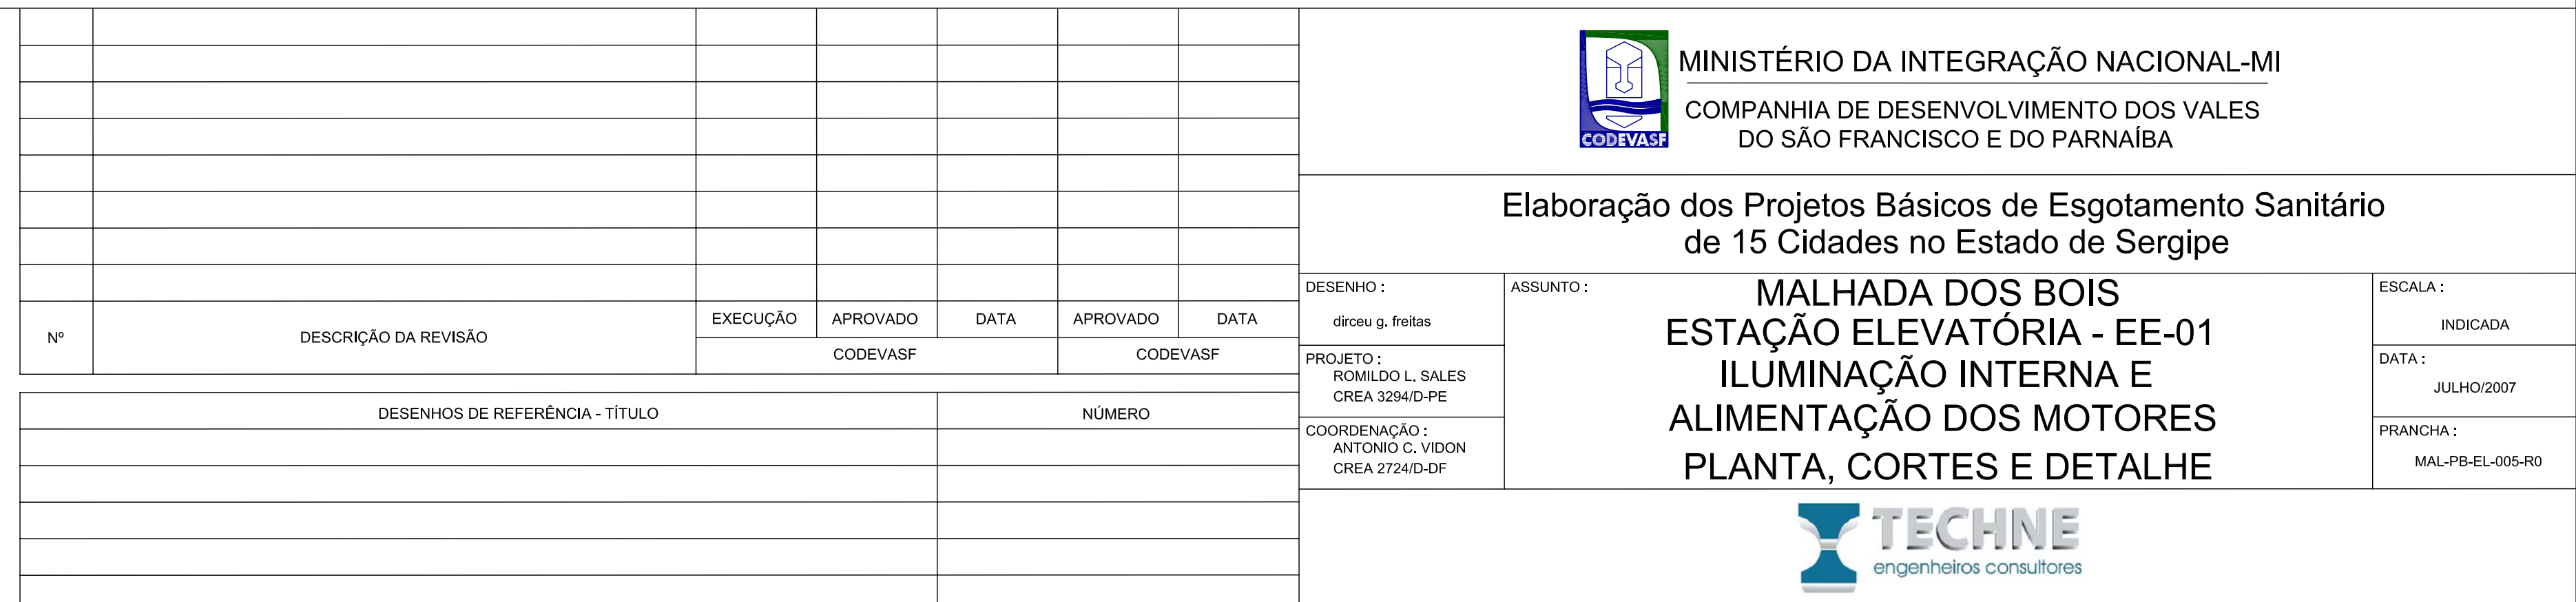 Nº
DESCRIÇÃO DA REVISÃO
EXECUÇÃO
APROVADO
DATA
APROVADO
DATA
CODEVASF
CODEVASF
DESENHOS DE REFERÊNCIA - TÍTULO
NÚMERO
CODEVASF
MINISTÉRIO DA INTEGRAÇÃO NACIONAL-MI
COMPANHIA DE DESENVOLVIMENTO DOS VALES
DO SÃO FRANCISCO E DO PARNAÍBA
Elaboração dos Projetos Básicos de Esgotamento Sanitário
de 15 Cidades no Estado de Sergipe
DESENHO :
dirceu g. freitas
PROJETO :
ROMILDO L. SALES
CREA 3294/D-PE
COORDENAÇÃO :
ANTONIO C. VIDON
CREA 2724/D-DF
ASSUNTO :
MALHADA DOS BOIS
ESTAÇÃO ELEVATÓRIA - EE-01
ILUMINAÇÃO INTERNA E
ALIMENTAÇÃO DOS MOTORES
PLANTA, CORTES E DETALHE
ESCALA :
INDICADA
DATA :
JULHO/2007
PRANCHA :
MAL-PB-EL-005-R0
TECHNE
engenheiros consultores